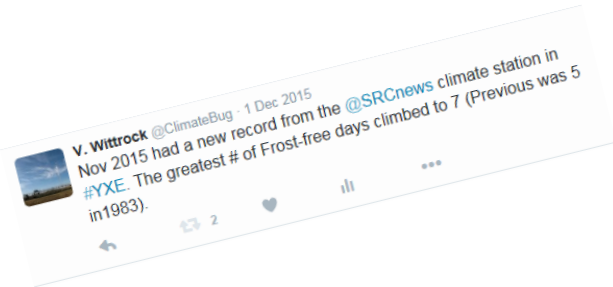 V. Wittrock @ClimateBug · 1 Dec 2015
Nov 2015 had a new record from the @SRCnews climate station in
#YXE. The greatest # of Frost-free days climbed to 7 (Previous was 5
in1983).
2